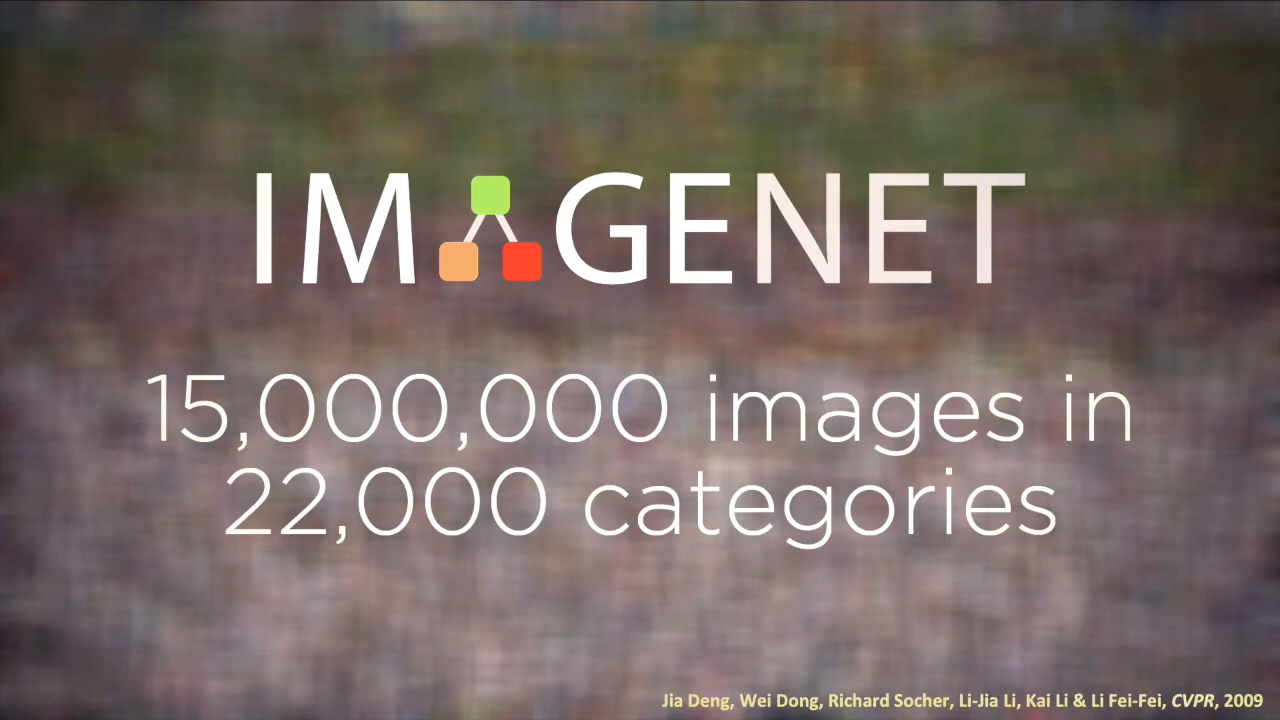 IMAGENET
15,000,000 images in
22,000 categories
Jia Deng, Wei Dong, Richard Socher, Li-Jia Li, Kai Li & Li Fei-Fei, CVPR, 2009